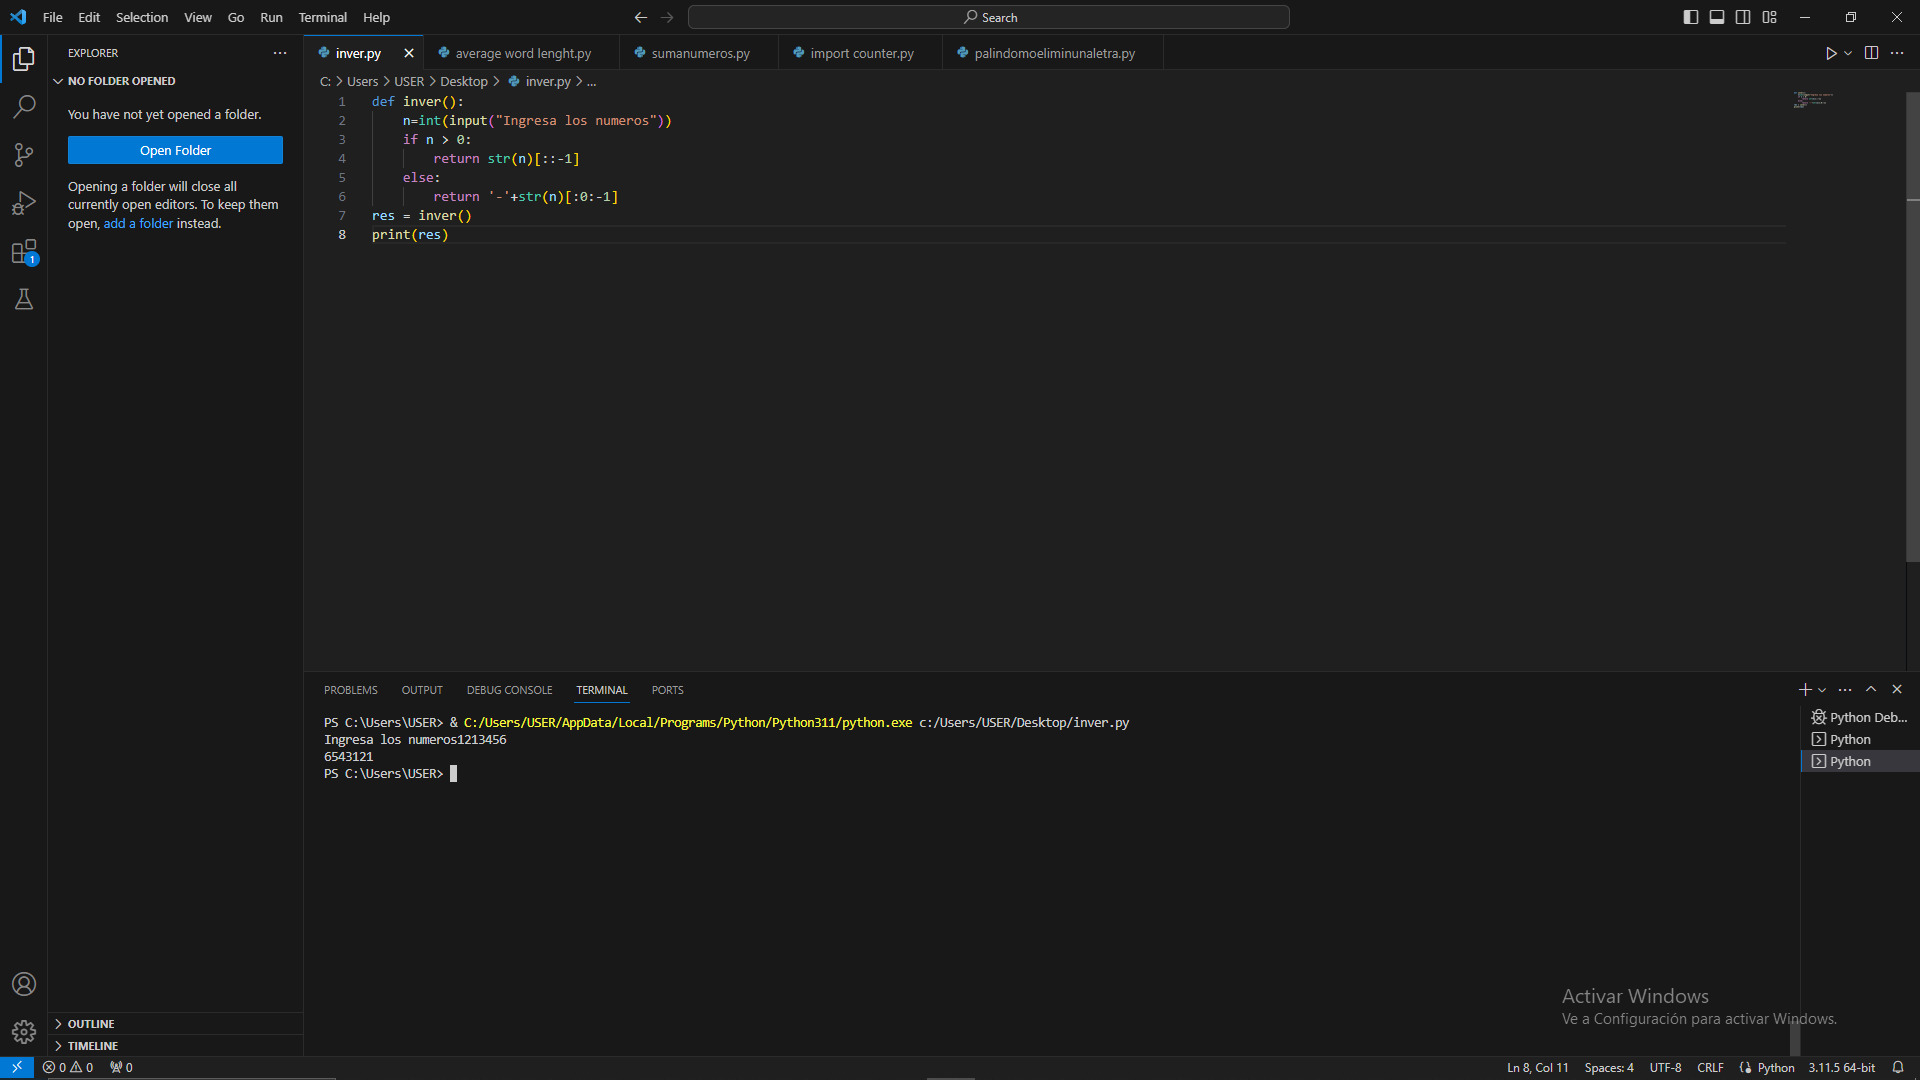 File Edit Selection View Go Run Terminal Help
Search
EXPLORER
NO FOLDER OPENED
You have not yet opened a folder.
Open Folder
Opening a folder will close all
currently open editors. To keep them
open, add a folder instead.
1
OUTLINE
TIMELINE
inver.py average word lenght.py sumanumeros.py import counter.py palindomoeliminunaletra.py
C: > Users > USER > Desktop > inver.py > ...
1 def inver():
2 n=int(input("Ingresa los numeros"))
3 if n > 0:
4 return str(n)[::-1]
5 else:
6 return '-'+str(n)[:0:-1]
7 res = inver()
8 print(res)
PROBLEMS OUTPUT DEBUG CONSOLE TERMINAL PORTS
PS C:\Users\USER> & C:/Users/USER/AppData/Local/Programs/Python/Python311/python.exe c:/Users/USER/Desktop/inver.py
Ingresa los numeros1213456
6543121
PS C:\Users\USER>
Python Deb...
Python
Python
Activar Windows
Ve a Configuración para activar Windows.
0 0 0
Ln 8, Col 11 Spaces: 4 UTF-8 CRLF Python 3.11.5 64-bit